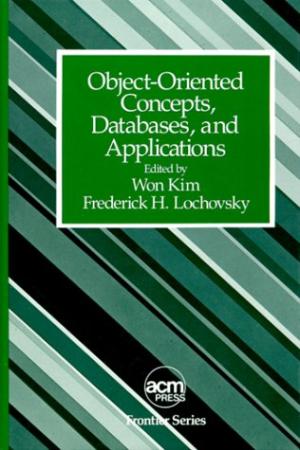 Object-Oriented
Concepts,
Databases, and
Applications
Edited by
Won Kim
Frederick H. Lochovsky
acm
PRESS
Frontier Series